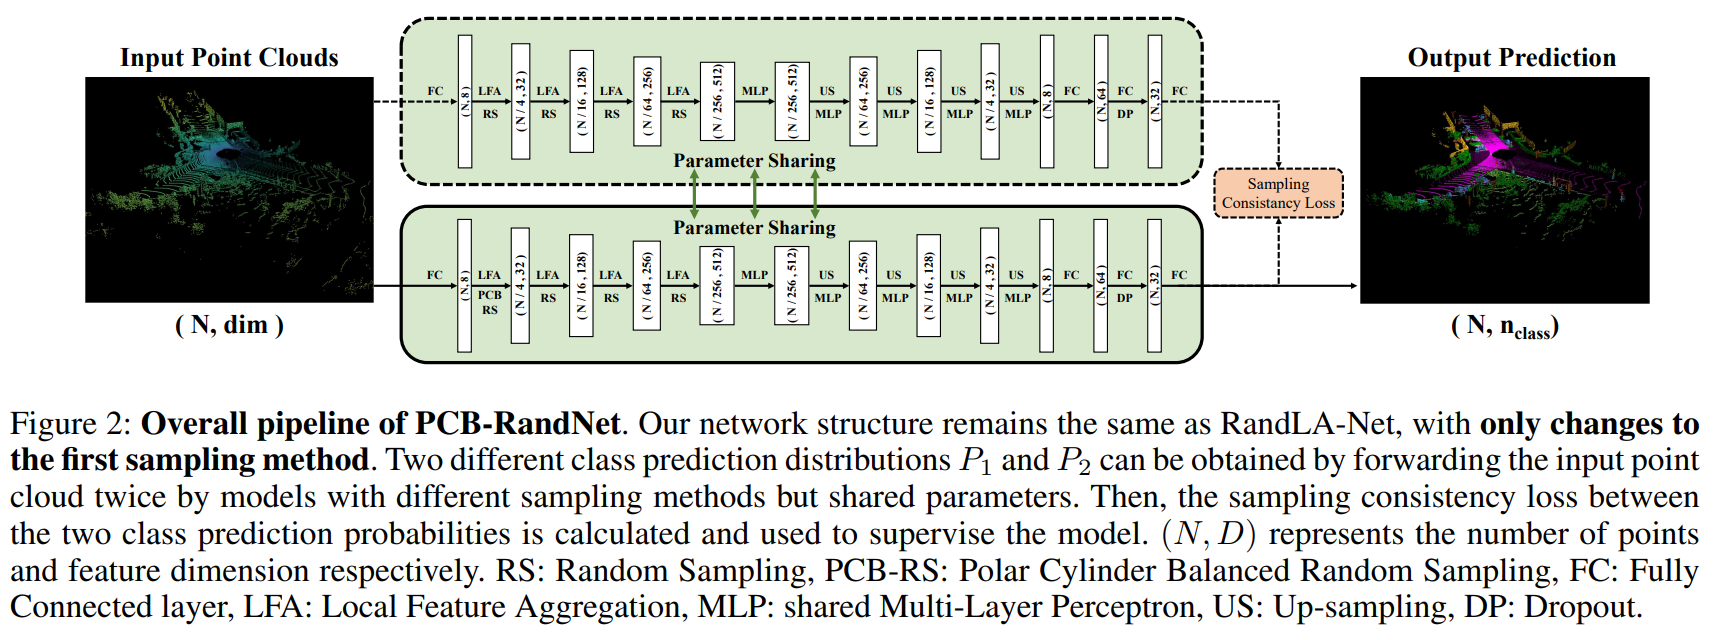 Input Point Clouds
Output Prediction
FC LFA LFA LFA LFA MLP US US US US FC FC FC
RS RS RS RS MLP MLP MLP MLP DP
( N, 8 ) ( N / 4 , 32 ) ( N / 16 , 128) ( N / 64 , 256) ( N / 256 , 512) ( N / 256 , 512) ( N / 64 , 256) ( N / 16 , 128) ( N / 4 , 32 ) ( N, 8 ) ( N, 64) ( N, 32 )
Parameter Sharing
Sampling
Consistancy Loss
Parameter Sharing
FC LFA LFA LFA LFA MLP US US US US FC FC FC
PCB RS RS RS MLP MLP MLP MLP DP
RS
( N, 8 ) ( N / 4 , 32 ) ( N / 16 , 128) ( N / 64 , 256) ( N / 256 , 512) ( N / 256 , 512) ( N / 64 , 256) ( N / 16 , 128) ( N / 4 , 32 ) ( N, 8 ) ( N, 64) ( N, 32 )
( N, dim )
( N, nclass)
Figure 2: Overall pipeline of PCB-RandNet. Our network structure remains the same as RandLA-Net, with only changes to
the first sampling method. Two different class prediction distributions P1 and P2 can be obtained by forwarding the input point
cloud twice by models with different sampling methods but shared parameters. Then, the sampling consistency loss between
the two class prediction probabilities is calculated and used to supervise the model. (N, D) represents the number of points
and feature dimension respectively. RS: Random Sampling, PCB-RS: Polar Cylinder Balanced Random Sampling, FC: Fully
Connected layer, LFA: Local Feature Aggregation, MLP: shared Multi-Layer Perceptron, US: Up-sampling, DP: Dropout.